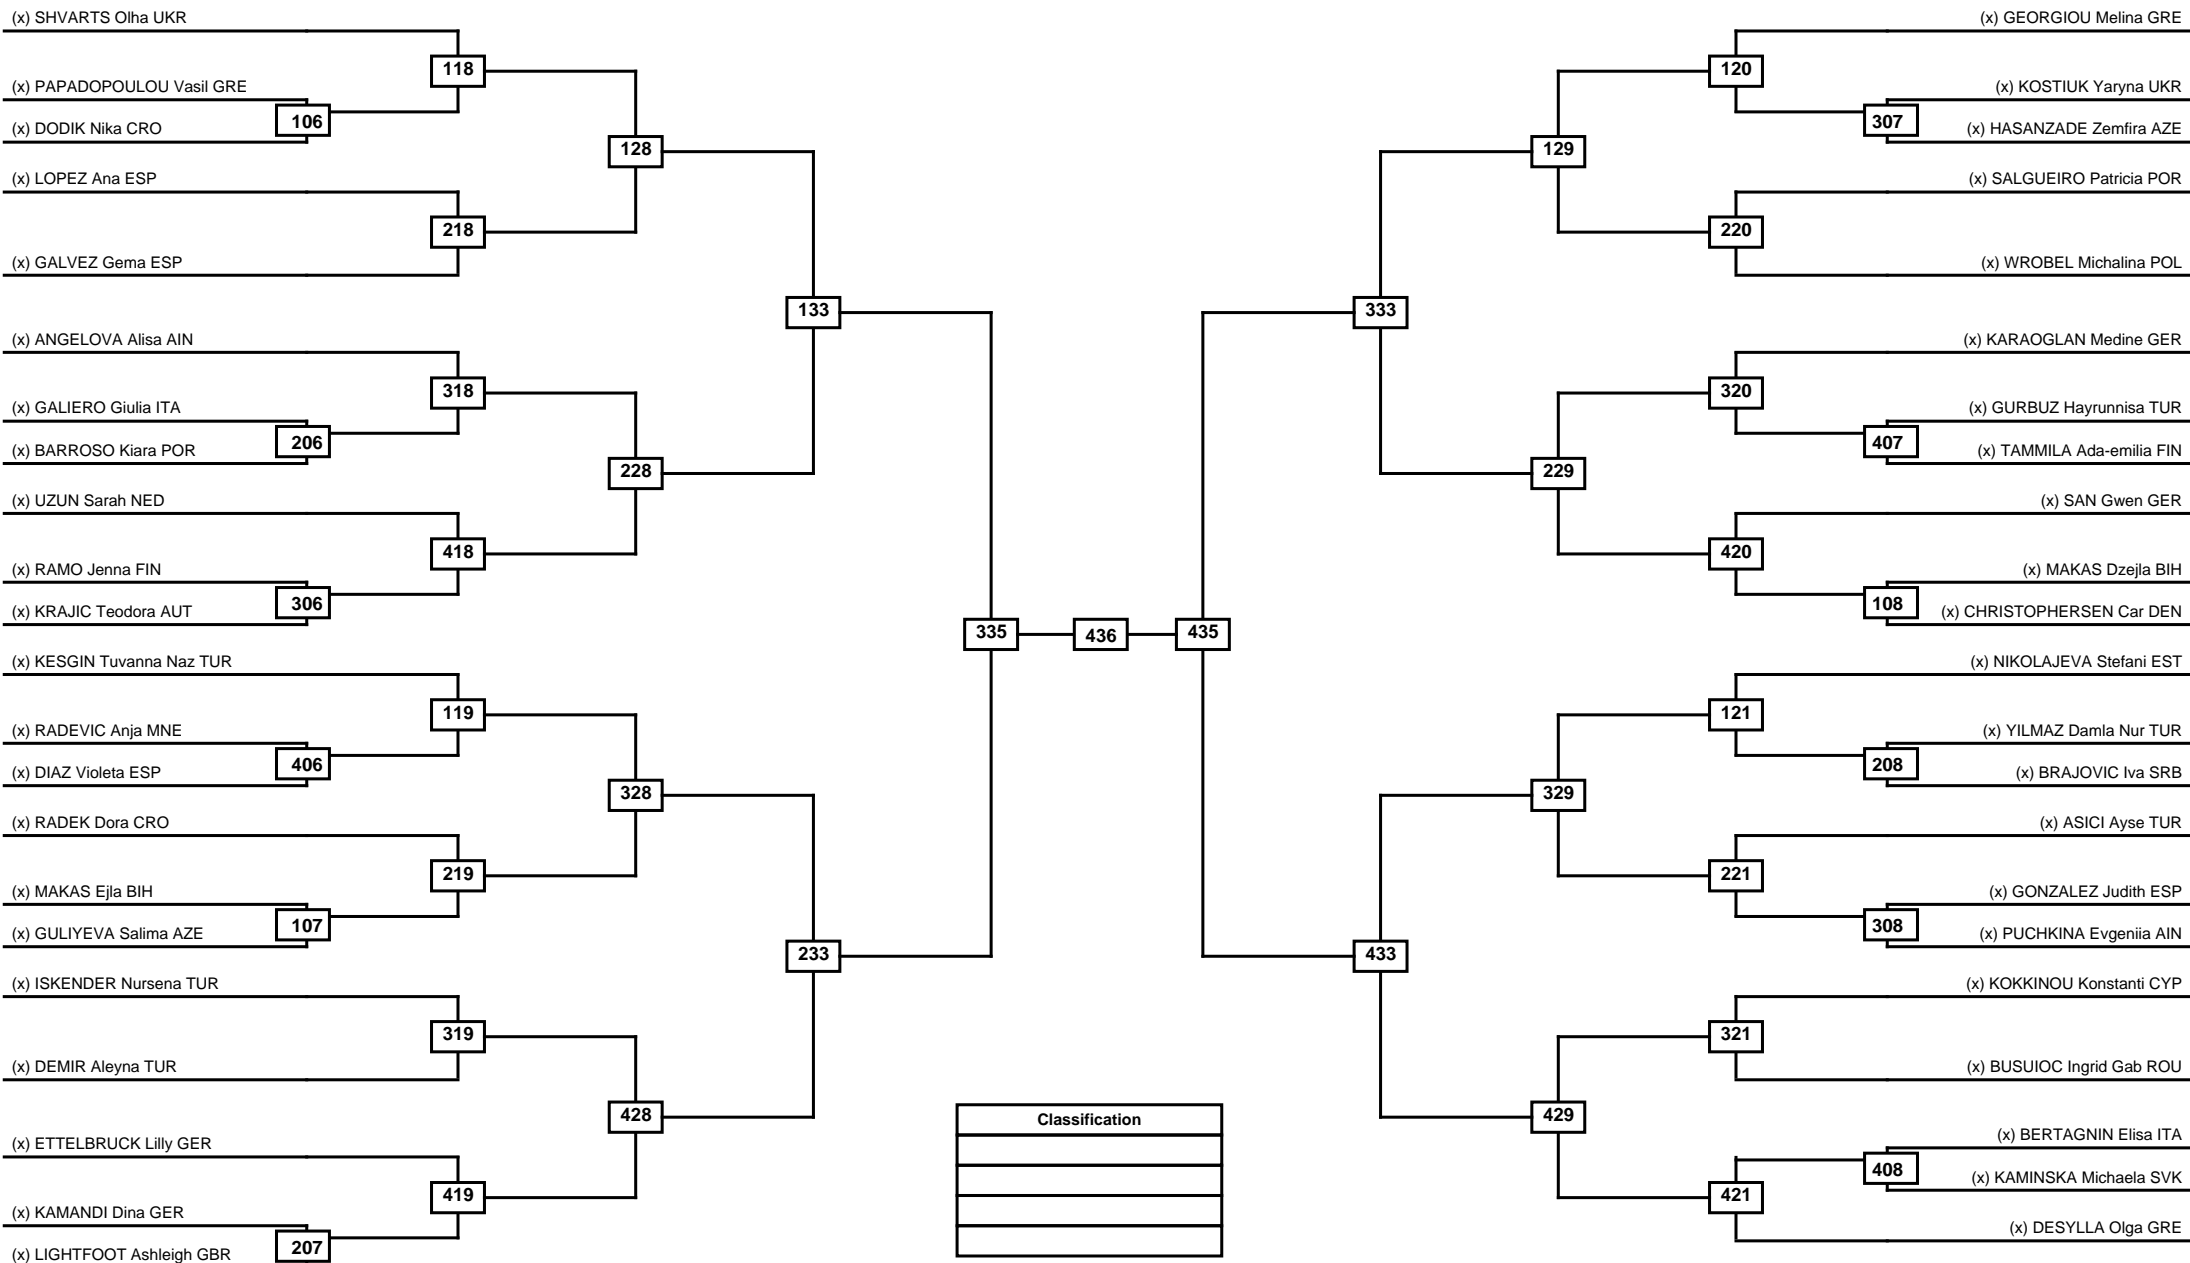 (x) SHVARTS Olha UKR
118
(x) PAPADOPOULOU Vasil GRE
106
(x) DODIK Nika CRO
128
(x) LOPEZ Ana ESP
218
(x) GALVEZ Gema ESP
133
(x) ANGELOVA Alisa AIN
318
(x) GALIERO Giulia ITA
206
(x) BARROSO Kiara POR
228
(x) UZUN Sarah NED
418
(x) RAMO Jenna FIN
306
(x) KRAJIC Teodora AUT
335
(x) KESGIN Tuvanna Naz TUR
119
(x) RADEVIC Anja MNE
406
(x) DIAZ Violeta ESP
328
(x) RADEK Dora CRO
219
(x) MAKAS Ejla BIH
107
(x) GULIYEVA Salima AZE
233
(x) ISKENDER Nursena TUR
319
(x) DEMIR Aleyna TUR
428
(x) ETTELBRUCK Lilly GER
419
(x) KAMANDI Dina GER
207
(x) LIGHTFOOT Ashleigh GBR
436
Classification
(x) GEORGIOU Melina GRE
120
(x) KOSTIUK Yaryna UKR
307
(x) HASANZADE Zemfira AZE
129
(x) SALGUEIRO Patricia POR
220
(x) WROBEL Michalina POL
333
(x) KARAOGLAN Medine GER
320
(x) GURBUZ Hayrunnisa TUR
407
(x) TAMMILA Ada-emilia FIN
229
(x) SAN Gwen GER
420
(x) MAKAS Dzejla BIH
108
(x) CHRISTOPHERSEN Car DEN
435
(x) NIKOLAJEVA Stefani EST
121
(x) YILMAZ Damla Nur TUR
208
(x) BRAJOVIC Iva SRB
329
(x) ASICI Ayse TUR
221
(x) GONZALEZ Judith ESP
308
(x) PUCHKINA Evgeniia AIN
433
(x) KOKKINOU Konstanti CYP
321
(x) BUSUIOC Ingrid Gab ROU
429
(x) BERTAGNIN Elisa ITA
408
(x) KAMINSKA Michaela SVK
421
(x) DESYLLA Olga GRE